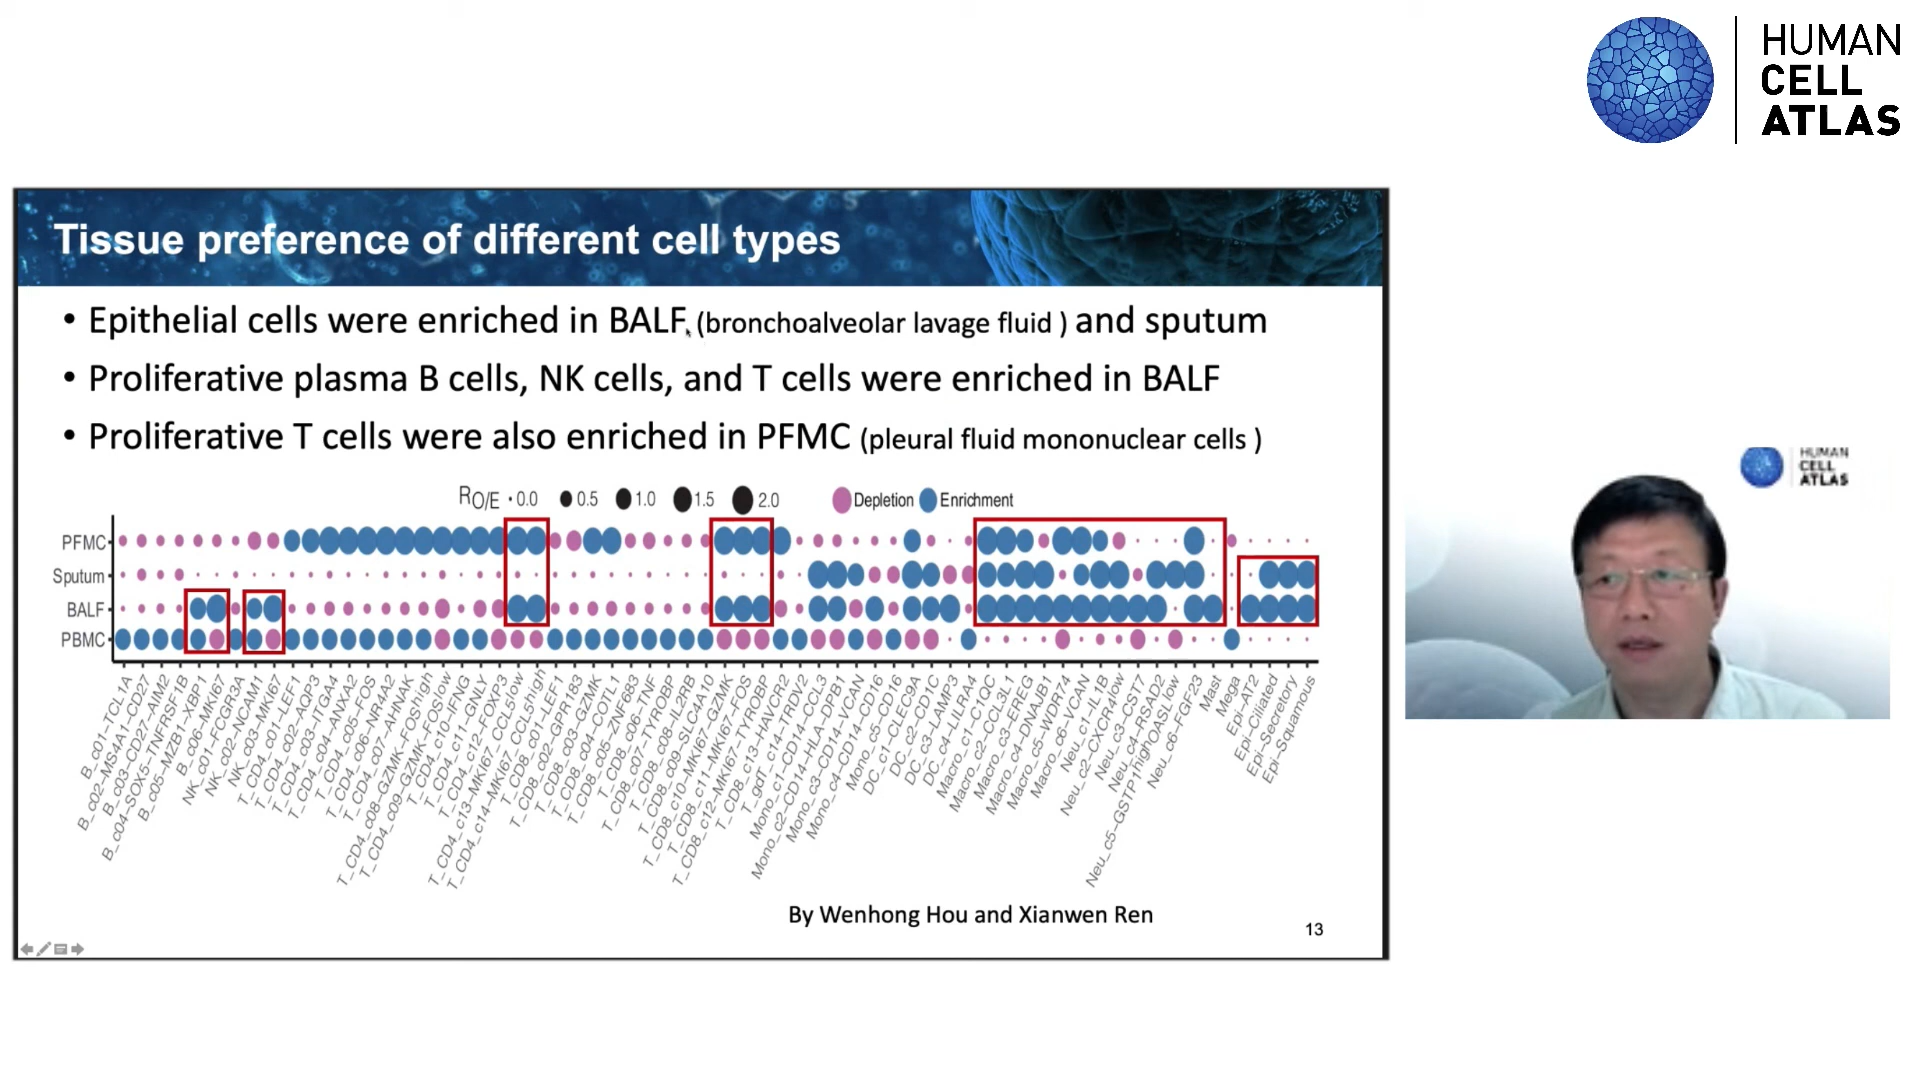 HUMAN
CELL
ATLAS
Tissue preference of different cell types
• Epithelial cells were enriched in BALF (bronchoalveolar lavage fluid ) and sputum
• Proliferative plasma B cells, NK cells, and T cells were enriched in BALF
• Proliferative T cells were also enriched in PFMC (pleural fluid mononuclear cells )
RO/E 0.0 0.5 1.0 1.5 2.0 Depletion Enrichment
PFMC
Sputum
BALF
PBMC
B_c01-TCL1A
B_c02-MS4A1-CD27
B_c03-CD27-AIM2
B_c04-SOX5-TNFRSF1B
B_c05-MZB1-XBP1
B_c06-MKI67
NK_c01-FCGR3A
NK_c02-NCAM1
NK_c03-MKI67
T_CD4_c01-LEF1
T_CD4_c02-AQP3
T_CD4_c03-ITGA4
T_CD4_c04-ANXA2
T_CD4_c05-FOS
T_CD4_c06-NR4A2
T_CD4_c07-AHNAK
T_CD4_c08-GZMK-FOShigh
T_CD4_c09-GZMK-FOSlow
T_CD4_c10-IFNG
T_CD4_c11-GNLY
T_CD4_c12-FOXP3
T_CD4_c13-MKI67_CCL5low
T_CD4_c14-MKI67_CCL5high
T_CD8_c01-LEF1
T_CD8_c02-GPR183
T_CD8_c03-GZMK
T_CD8_c04-COTL1
T_CD8_c05-ZNF683
T_CD8_c06-TNF
T_CD8_c07-TYROBP
T_CD8_c08-IL2RB
T_CD8_c09-SLC4A10
T_CD8_c10-MKI67-GZMK
T_CD8_c11-MKI67-FOS
T_CD8_c12-MKI67-TYROBP
T_CD8_c13-HAVCR2
T_gdT_c14-TRDV2
Mono_c1-CD14-CCL3
Mono_c2-CD14-HLA-DPB1
Mono_c3-CD14-VCAN
Mono_c4-CD14-CD16
Mono_c5-CD16
DC_c1-CLEC9A
DC_c2-CD1C
DC_c3-LAMP3
DC_c4-LILRA4
Macro_c1-C1QC
Macro_c2-CCL3L1
Macro_c3-EREG
Macro_c4-DNAJB1
Macro_c5-WDR74
Macro_c6-VCAN
Neu_c1-IL1B
Neu_c2-CXCR4low
Neu_c3-CST7
Neu_c4-RSAD2
Neu_c5-GSTP1highOASLlow
Neu_c6-FGF23
Mast
Mega
Epi-AT2
Epi-Ciliated
Epi-Secretory
Epi-Squamous
By Wenhong Hou and Xianwen Ren
13
HUMAN
CELL
ATLAS